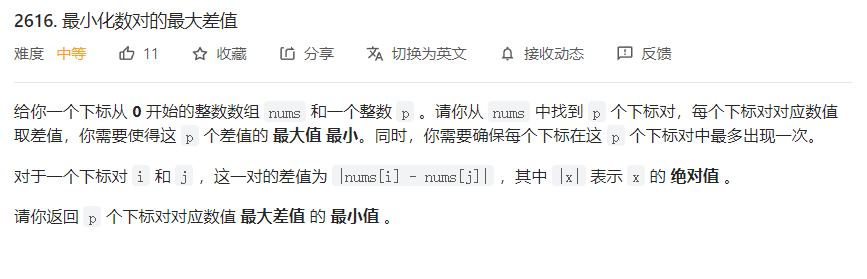 2616. 最小化数对的最大差值
难度 中等 11 收藏 分享 切换为英文 接收动态 反馈
给你一个下标从 0 开始的整数数组 nums 和一个整数 p 。请你从 nums 中找到 p 个下标对，每个下标对对应数值
取差值，你需要使得这 p 个差值的 最大值 最小。同时，你需要确保每个下标在这 p 个下标对中最多出现一次。
对于一个下标对 i 和 j ，这一对的差值为 |nums[i] - nums[j]| ，其中 |x| 表示 x 的 绝对值 。
请你返回 p 个下标对对应数值 最大差值 的 最小值 。